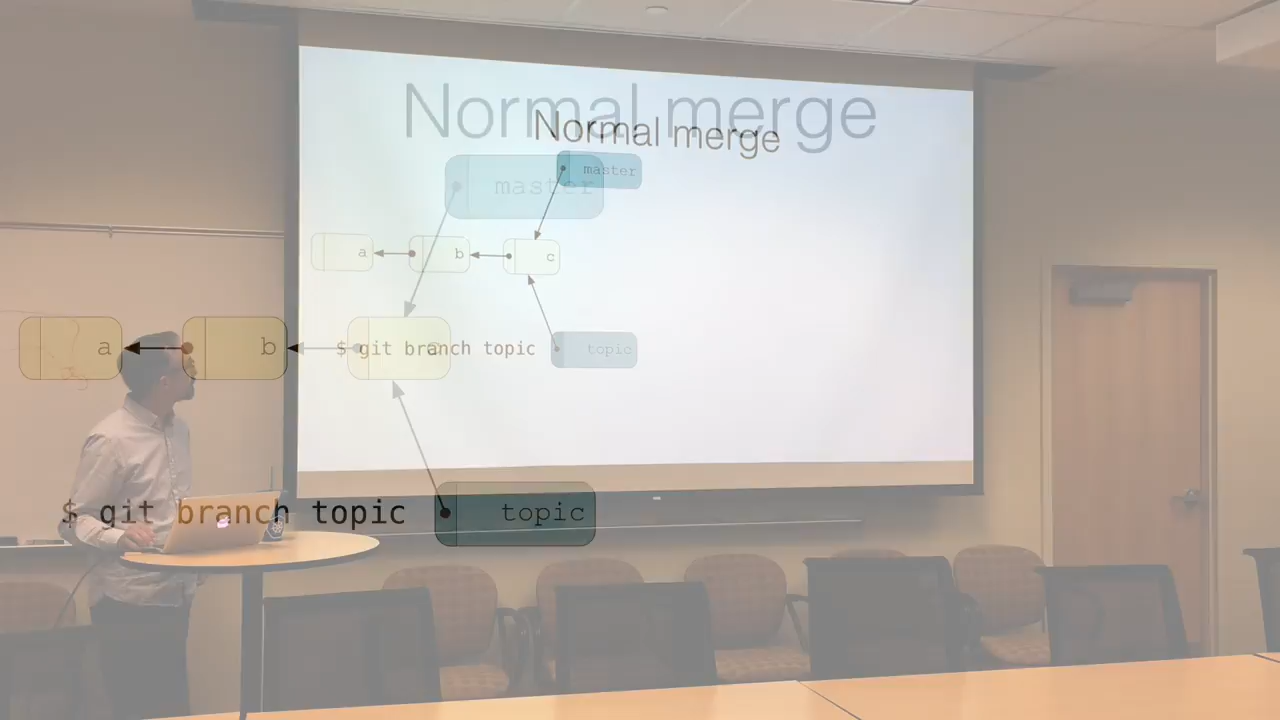 Normal merge
Normal merge
master
master
a
b
c
a
b
c
$ git branch topic
topic
$ git branch topic
topic